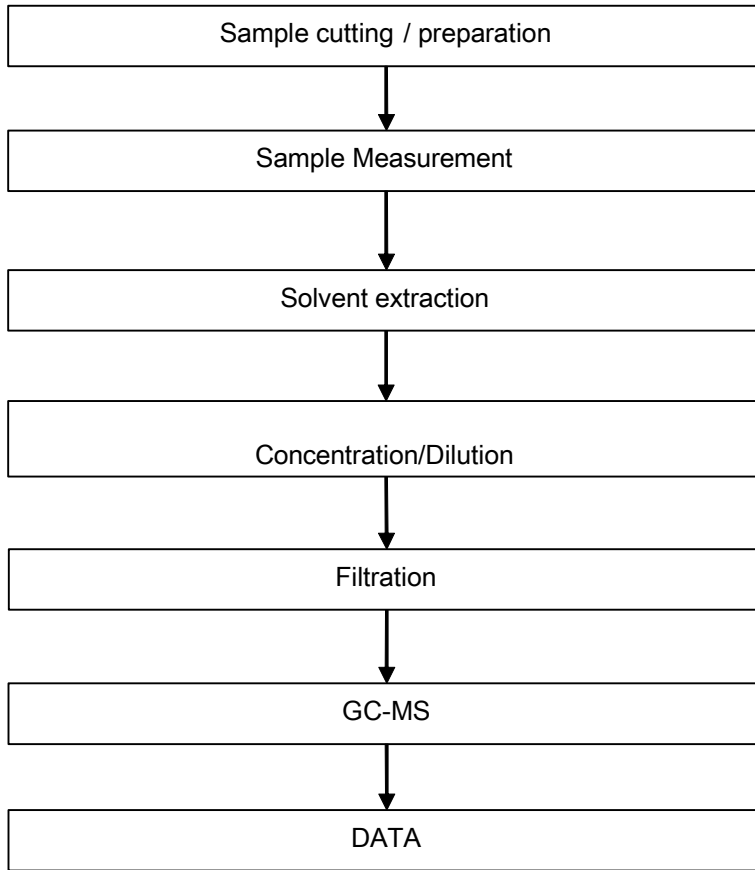 Sample cutting / preparation
Sample Measurement
Solvent extraction
Concentration/Dilution
Filtration
GC-MS
DATA